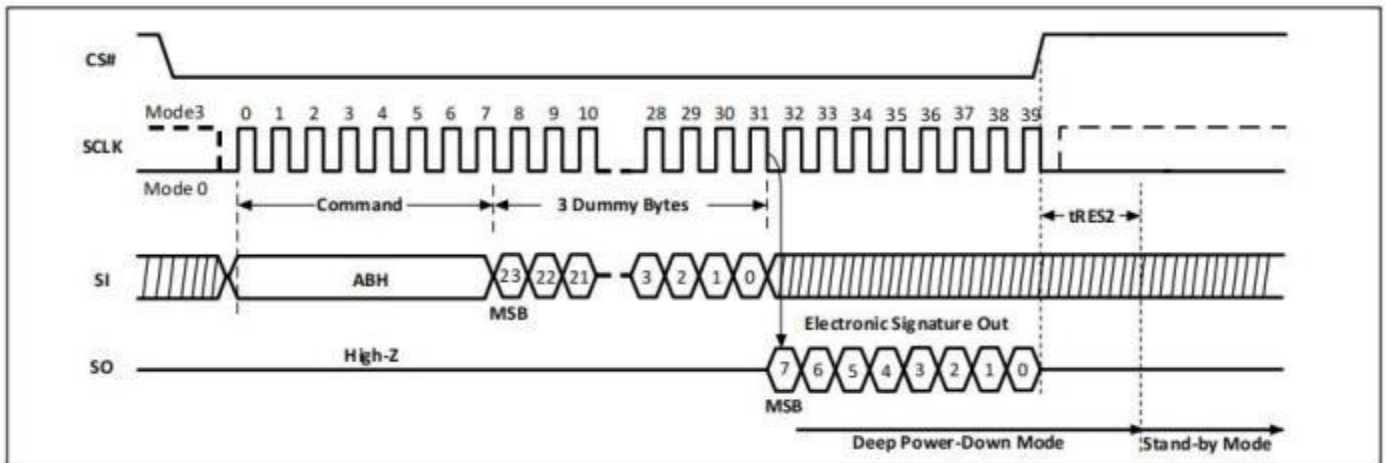 CS#
Mode3 0 1 2 3 4 5 6 7 8 9 10 28 29 30 31 32 33 34 35 36 37 38 39
SCLK
Mode 0
Command 3 Dummy Bytes tRES2
SI ABH 23 22 21 3 2 1 0
MSB
Electronic Signature Out
High-Z
SO 7 6 5 4 3 2 1 0
MSB
Deep Power-Down Mode Stand-by Mode